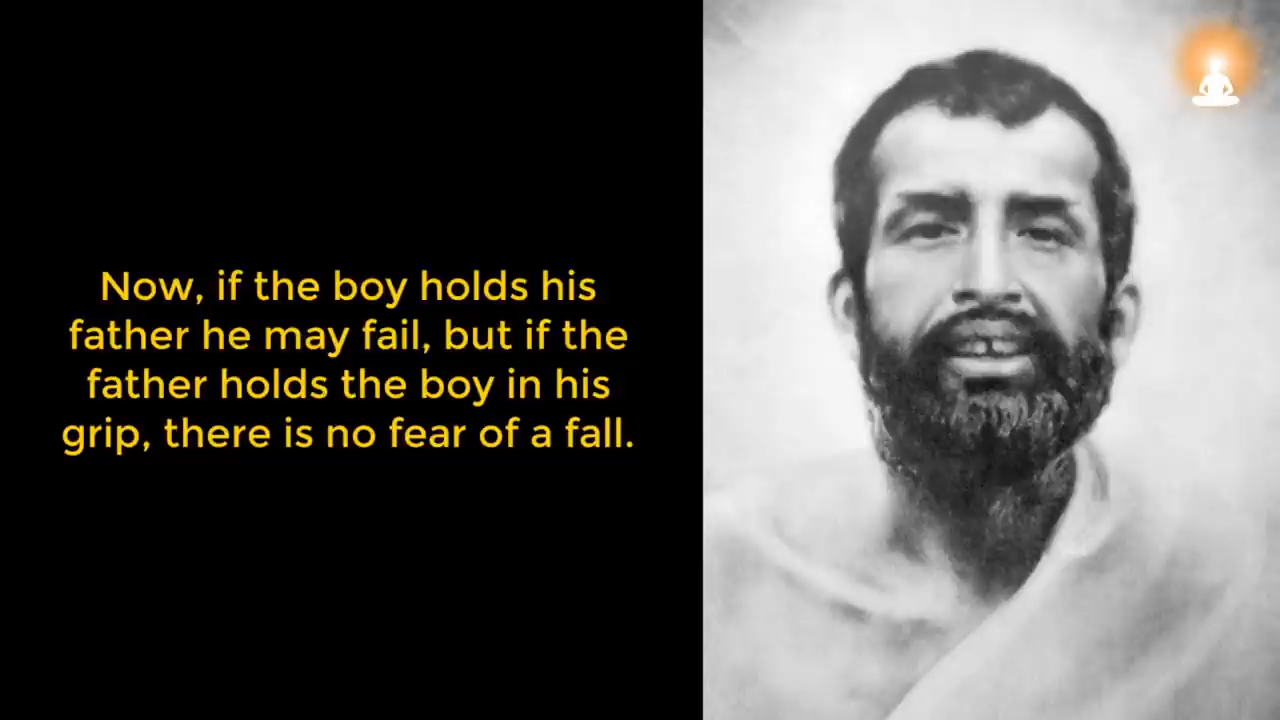 Now, if the boy holds his
father he may fail, but if the
father holds the boy in his
grip, there is no fear of a fall.